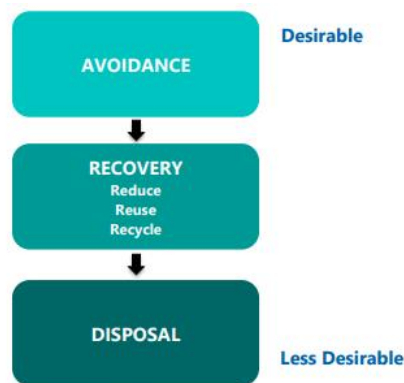 Desirable
AVOIDANCE
RECOVERY
Reduce
Reuse
Recycle
DISPOSAL
Less Desirable